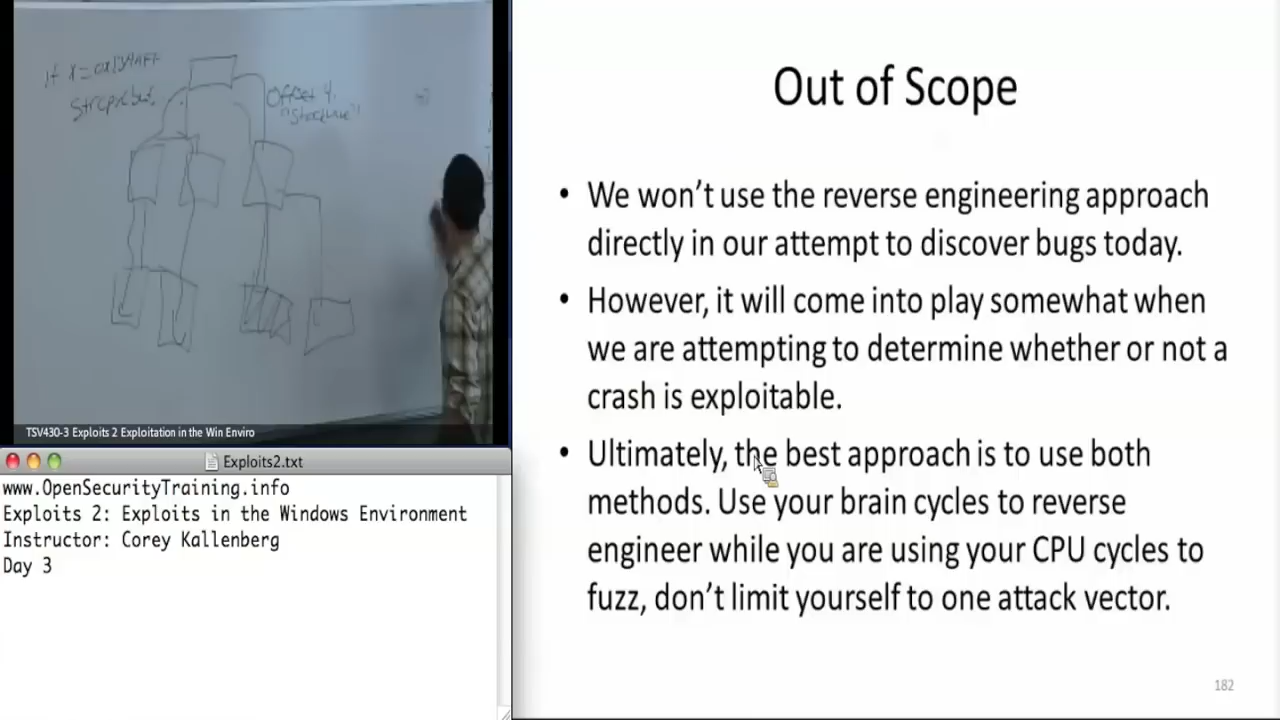 Offset 4.
TSV430-3 Exploits 2 Exploitation in the Win Enviro
Exploits2.txt
www.OpenSecurityTraining.info
Exploits 2: Exploits in the Windows Environment
Instructor: Corey Kallenberg
Day 3
Out of Scope
• We won’t use the reverse engineering approach
directly in our attempt to discover bugs today.
• However, it will come into play somewhat when
we are attempting to determine whether or not a
crash is exploitable.
• Ultimately, the best approach is to use both
methods. Use your brain cycles to reverse
engineer while you are using your CPU cycles to
fuzz, don’t limit yourself to one attack vector.
182